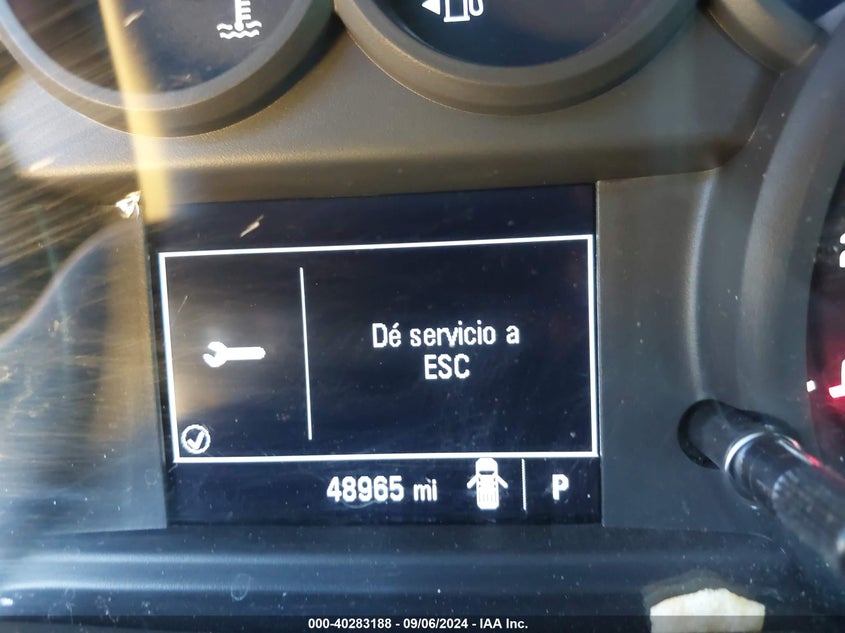 Dé servicio a
ESC
48965 mi
P
000-40283188 - 09/06/2024 - IAA Inc.